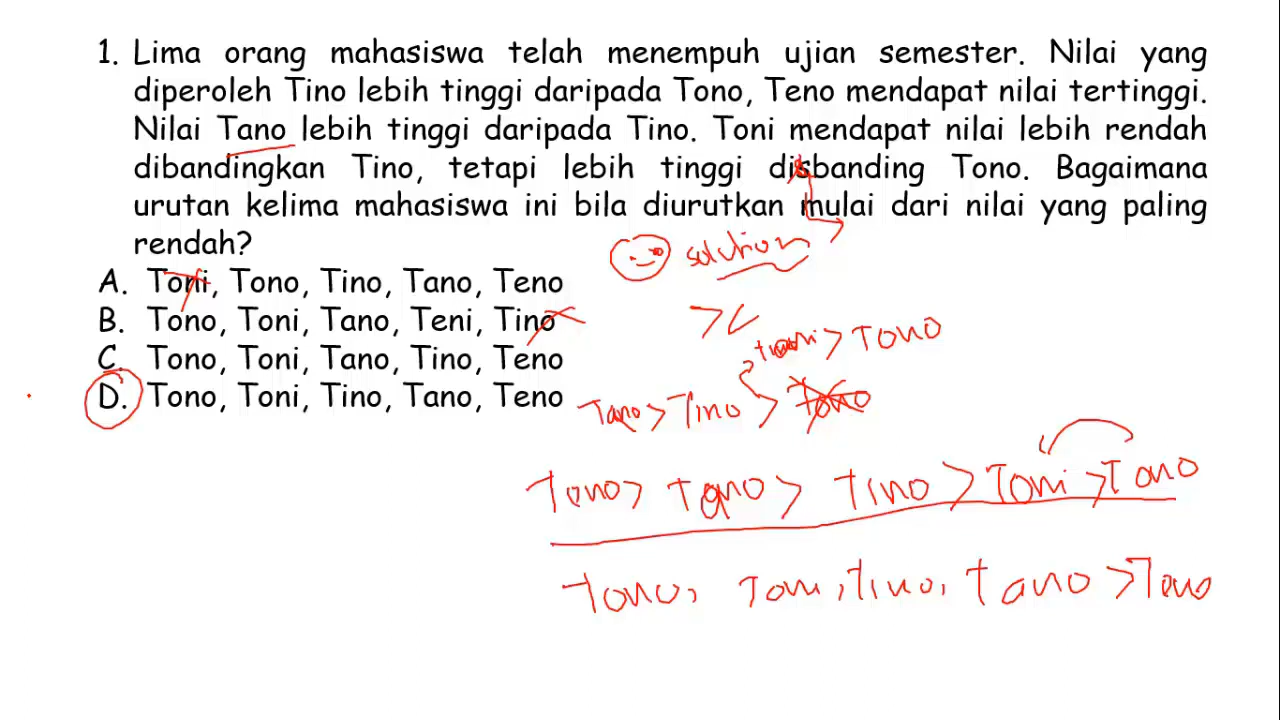 1. Lima orang mahasiswa telah menempuh ujian semester. Nilai yang
diperoleh Tino lebih tinggi daripada Tono, Teno mendapat nilai tertinggi.
Nilai Tano lebih tinggi daripada Tino. Toni mendapat nilai lebih rendah
dibandingkan Tino, tetapi lebih tinggi disbanding Tono. Bagaimana
urutan kelima mahasiswa ini bila diurutkan mulai dari nilai yang paling
rendah?
solution
A. Toni, Tono, Tino, Tano, Teno
B. Tono, Toni, Tano, Teni, Tino
> <
> TONO
C. Tono, Toni, Tano, Tino, Teno
D. Tono, Toni, Tino, Tano, Teno
Tano > Tino > Tono
Tono > Tano > Tino > Toni > Tono
Tono, Toni, tino, tano > Tono